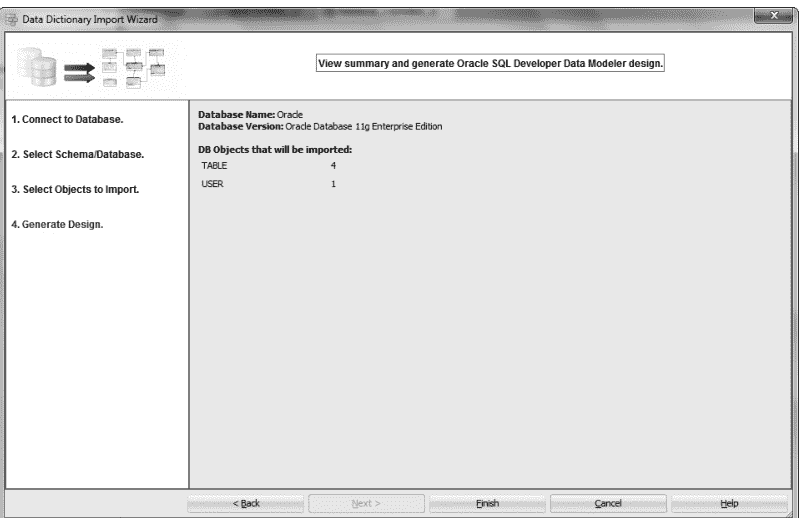 Data Dictionary Import Wizard
View summary and generate Oracle SQL Developer Data Modeler design.
1. Connect to Database.
2. Select Schema/Database.
3. Select Objects to Import.
4. Generate Design.
Database Name: Oracle
Database Version: Oracle Database 11g Enterprise Edition
DB Objects that will be imported:
TABLE 4
USER 1
< Back Next > Finish Cancel Help